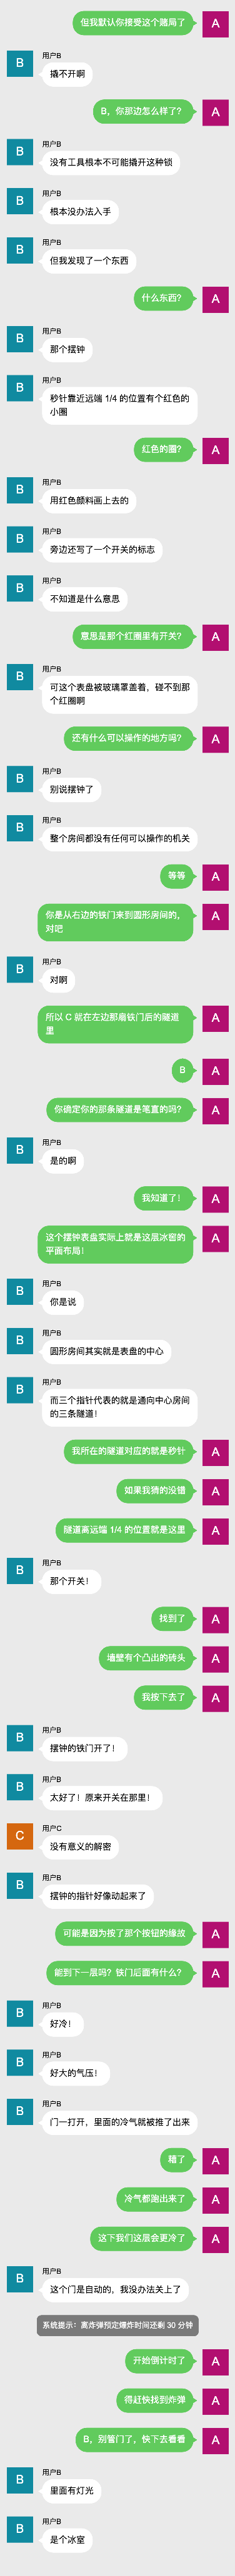 但我默认你接受这个赌局了
A
B
用户B
撬不开啊
B，你那边怎么样了？
A
B
用户B
没有工具根本不可能撬开这种锁
B
用户B
根本没办法入手
B
用户B
但我发现了一个东西
什么东西？
A
B
用户B
那个摆钟
B
用户B
秒针靠近远端 1/4 的位置有个红色的
小圈
红色的圈？
A
B
用户B
用红色颜料画上去的
B
用户B
旁边还写了一个开关的标志
B
用户B
不知道是什么意思
意思是那个红圈里有开关？
A
B
用户B
可这个表盘被玻璃罩盖着，碰不到那
个红圈啊
还有什么可以操作的地方吗？
A
B
用户B
别说摆钟了
B
用户B
整个房间都没有任何可以操作的机关
等等
A
你是从右边的铁门来到圆形房间的，
对吧
A
B
用户B
对啊
所以 C 就在左边那扇铁门后的隧道
里
A
B
A
你确定你的那条隧道是笔直的吗？
A
B
用户B
是的啊
我知道了！
A
这个摆钟表盘实际上就是这层冰窖的
平面布局！
A
B
用户B
你是说
B
用户B
圆形房间其实就是表盘的中心
B
用户B
而三个指针代表的就是通向中心房间
的三条隧道！
我所在的隧道对应的就是秒针
A
如果我猜的没错
A
隧道离远端 1/4 的位置就是这里
A
B
用户B
那个开关！
找到了
A
墙壁有个凸出的砖头
A
我按下去了
A
B
用户B
摆钟的铁门开了！
B
用户B
太好了！原来开关在那里！
C
用户C
没有意义的解密
B
用户B
摆钟的指针好像动起来了
可能是因为按了那个按钮的缘故
A
能到下一层吗？铁门后面有什么？
A
B
用户B
好冷！
B
用户B
好大的气压！
B
用户B
门一打开，里面的冷气就被推了出来
糟了
A
冷气都跑出来了
A
这下我们这层会更冷了
A
B
用户B
这个门是自动的，我没办法关上了
系统提示：离炸弹预定爆炸时间还剩 30 分钟
开始倒计时了
A
得赶快找到炸弹
A
B，别管门了，快下去看看
A
B
用户B
里面有灯光
B
用户B
是个冰室